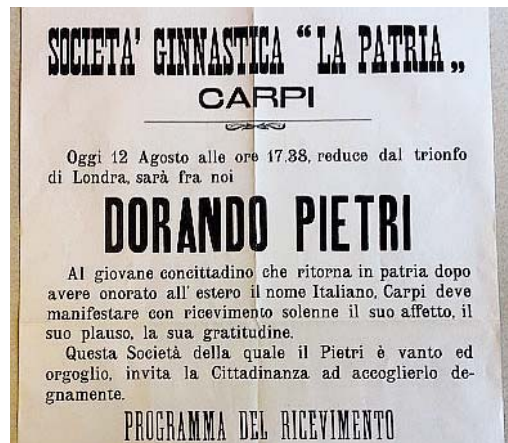 SOCIETA' GINNASTICA “LA PATRIA„
CARPI
Oggi 12 Agosto alle ore 17.38, reduce dal trionfo
di Londra, sarà fra noi
DORANDO PIETRI
Al giovane concittadino che ritorna in patria dopo
avere onorato all' estero il nome Italiano, Carpi deve
manifestare con ricevimento solenne il suo affetto, il
suo plauso, la sua gratitudine.
Questa Società della quale il Pietri è vanto ed
orgoglio, invita la Cittadinanza ad accoglierlo de-
gnamente.
PROGRAMMA DEL RICEVIMENTO